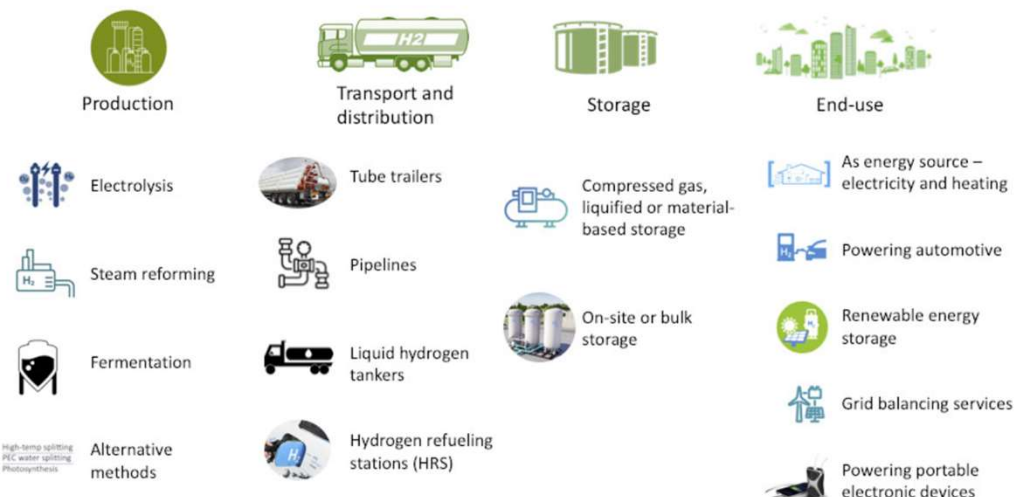 H2
Production
Transport and
distribution
Storage
End-use
Electrolysis
H₂
Steam reforming
Fermentation
High-temp splitting
PEC water splitting
Photosynthesis
Alternative
methods
Tube trailers
Pipelines
Liquid hydrogen
tankers
H₂
Hydrogen refueling
stations (HRS)
Compressed gas,
liquified or material-
based storage
On-site or bulk
storage
As energy source –
electricity and heating
H₂
Powering automotive
Renewable energy
storage
Grid balancing services
Powering portable
electronic devices